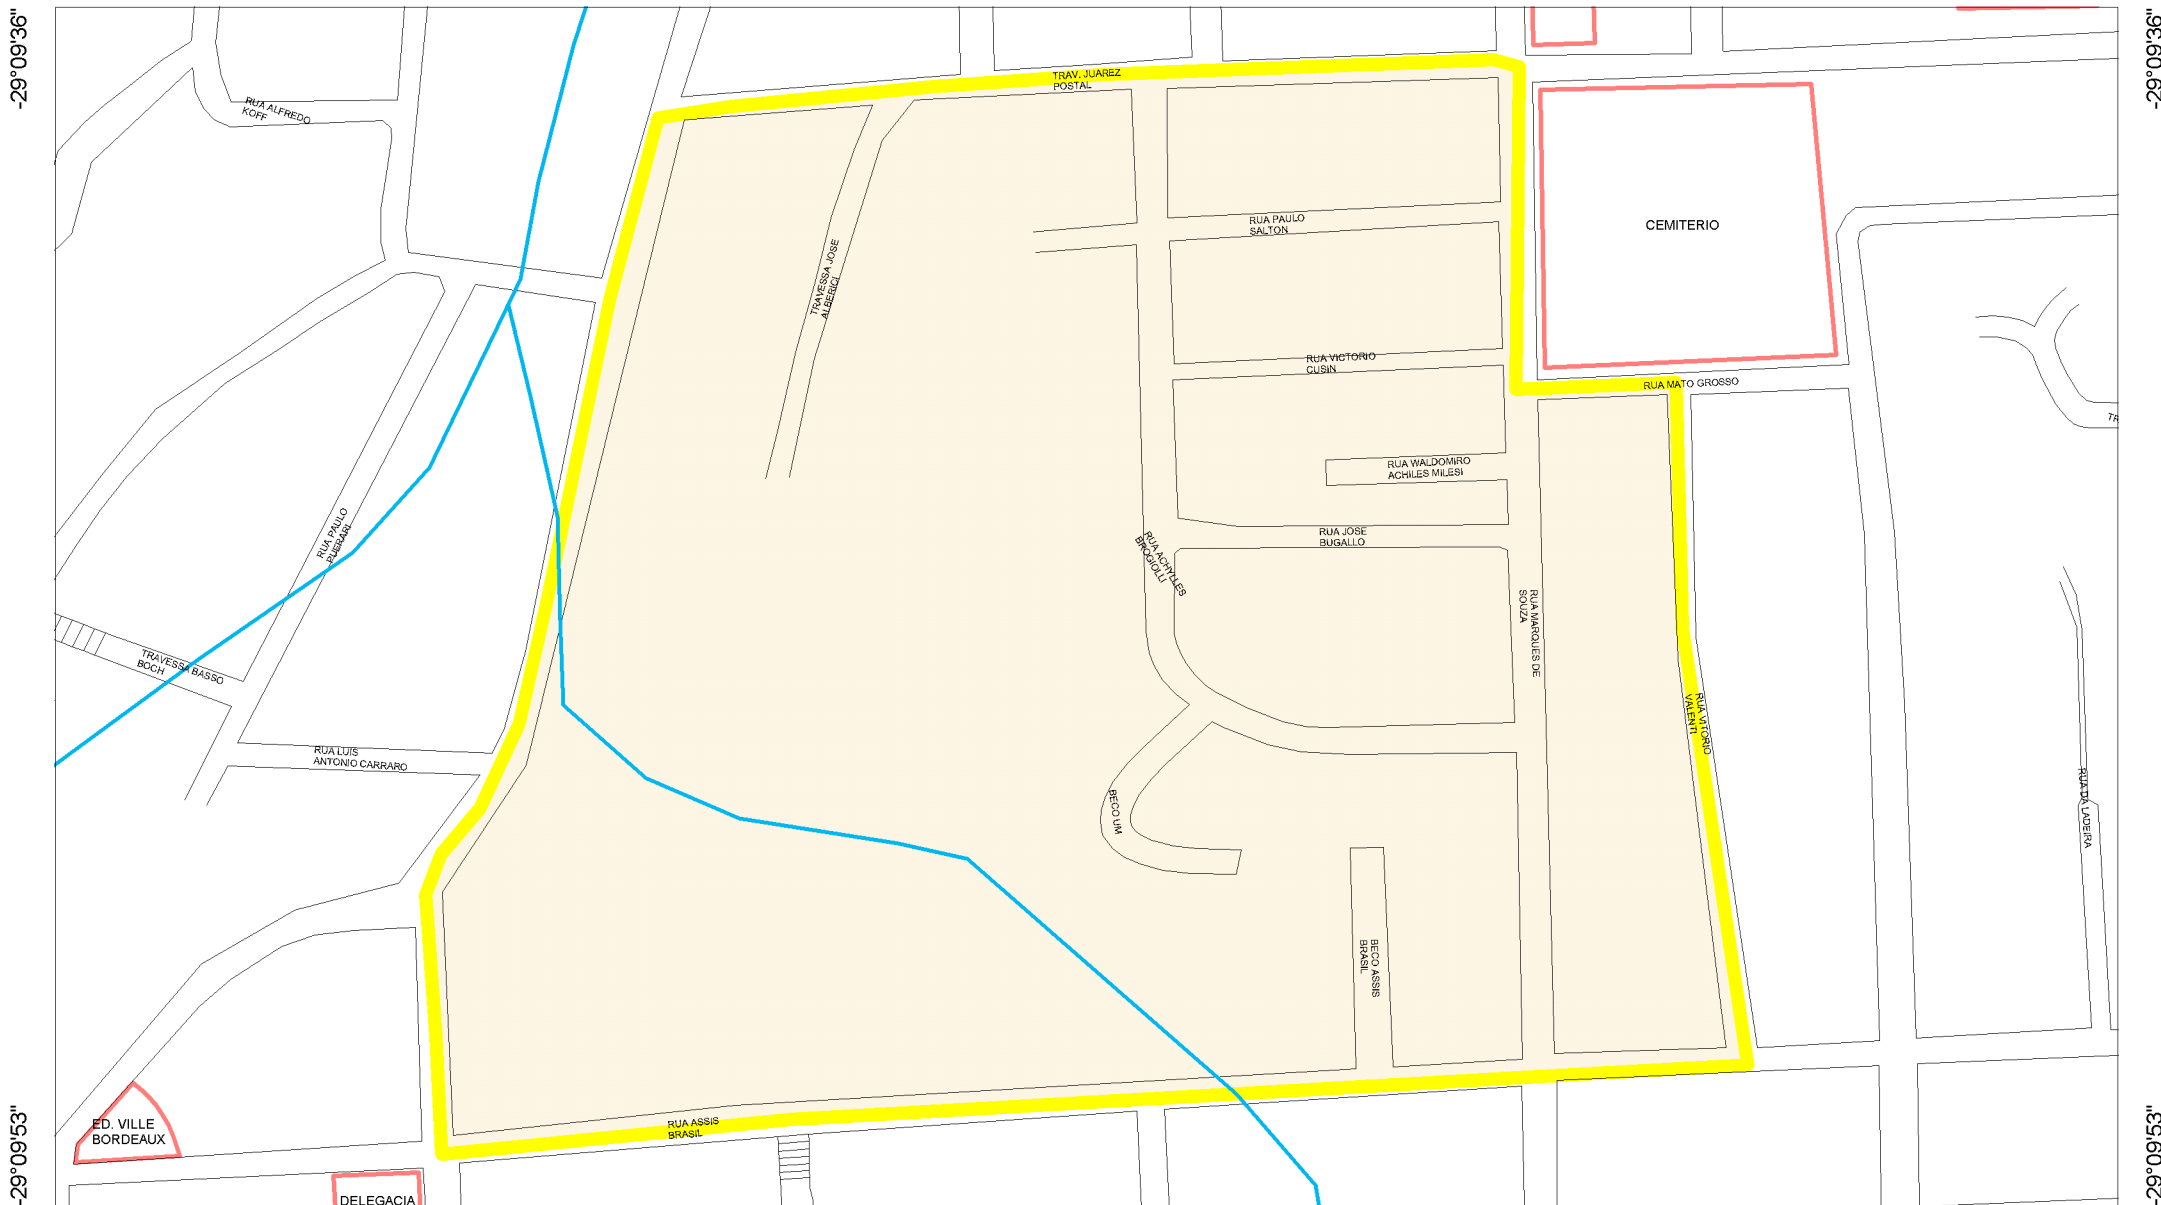 -29°09'36"
-29°09'36"
TRAV. JUAREZ
POSTAL
RUA ALFREDO
KOFF
RUA PAULO
SALTON
CEMITERIO
TRAVESSA JOSE
ALBERICI
RUA VICTORIO
CUSIN
RUA MATO GROSSO
TR
RUA WALDOMIRO
ACHILES MILESI
RUA PAULO
PUERARI
RUA JOSE
BUGALLO
RUA ACHYLLES
BROGIOLLI
RUA MARQUES DE
SOUZA
TRAVESSA BASSO
BOCH
RUA VITORIO
VALENTI
RUA LUIS
ANTONIO CARRARO
BECO UM
RUA DA LADEIRA
BECO ASSIS
BRASIL
ED. VILLE
BORDEAUX
RUA ASSIS
BRASIL
-29°09'53"
-29°09'53"
DELEGACIA